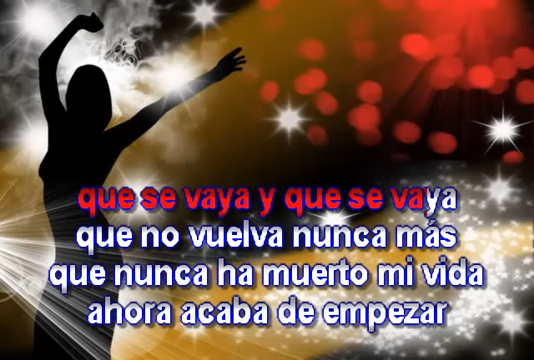 que se vaya y que se vaya
que no vuelva nunca más
que nunca ha muerto mi vida
ahora acaba de empezar